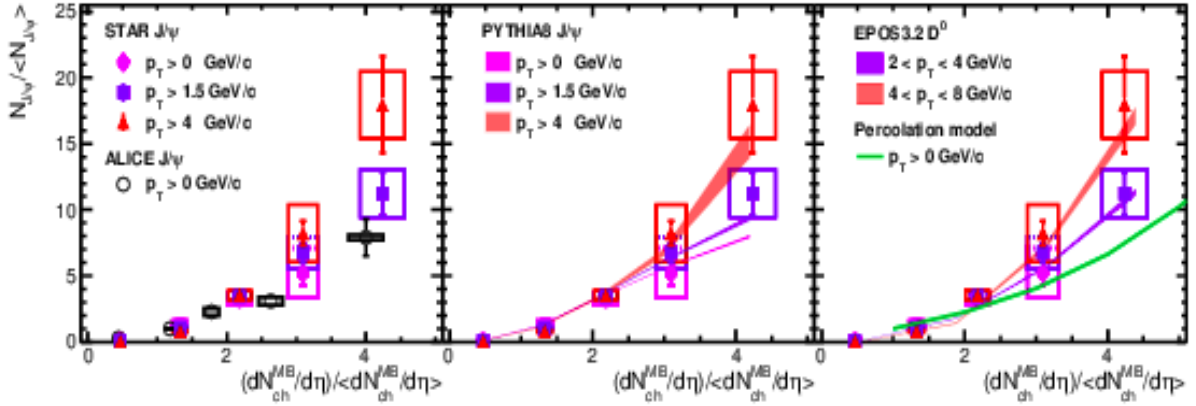 N_J/ψ/<N_J/ψ>
25
20
15
10
5
0
STAR J/ψ
p_T > 0 GeV/c
p_T > 1.5 GeV/c
p_T > 4 GeV/c
ALICE J/ψ
p_T > 0 GeV/c
0 2 4
(dN_ch^MB/dη)/<dN_ch^MB/dη>
PYTHIA8 J/ψ
p_T > 0 GeV/c
p_T > 1.5 GeV/c
p_T > 4 GeV/c
0 2 4
(dN_ch^MB/dη)/<dN_ch^MB/dη>
EPOS3.2 D^0
2 < p_T < 4 GeV/c
4 < p_T < 8 GeV/c
Percolation model
p_T > 0 GeV/c
0 2 4
(dN_ch^MB/dη)/<dN_ch^MB/dη>